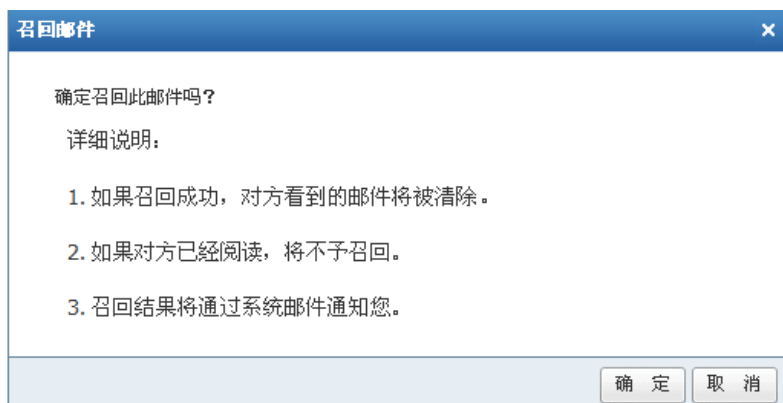 召回邮件
确定召回此邮件吗?
详细说明：
1. 如果召回成功，对方看到的邮件将被清除。
2. 如果对方已经阅读，将不予召回。
3. 召回结果将通过系统邮件通知您。
确 定 取 消